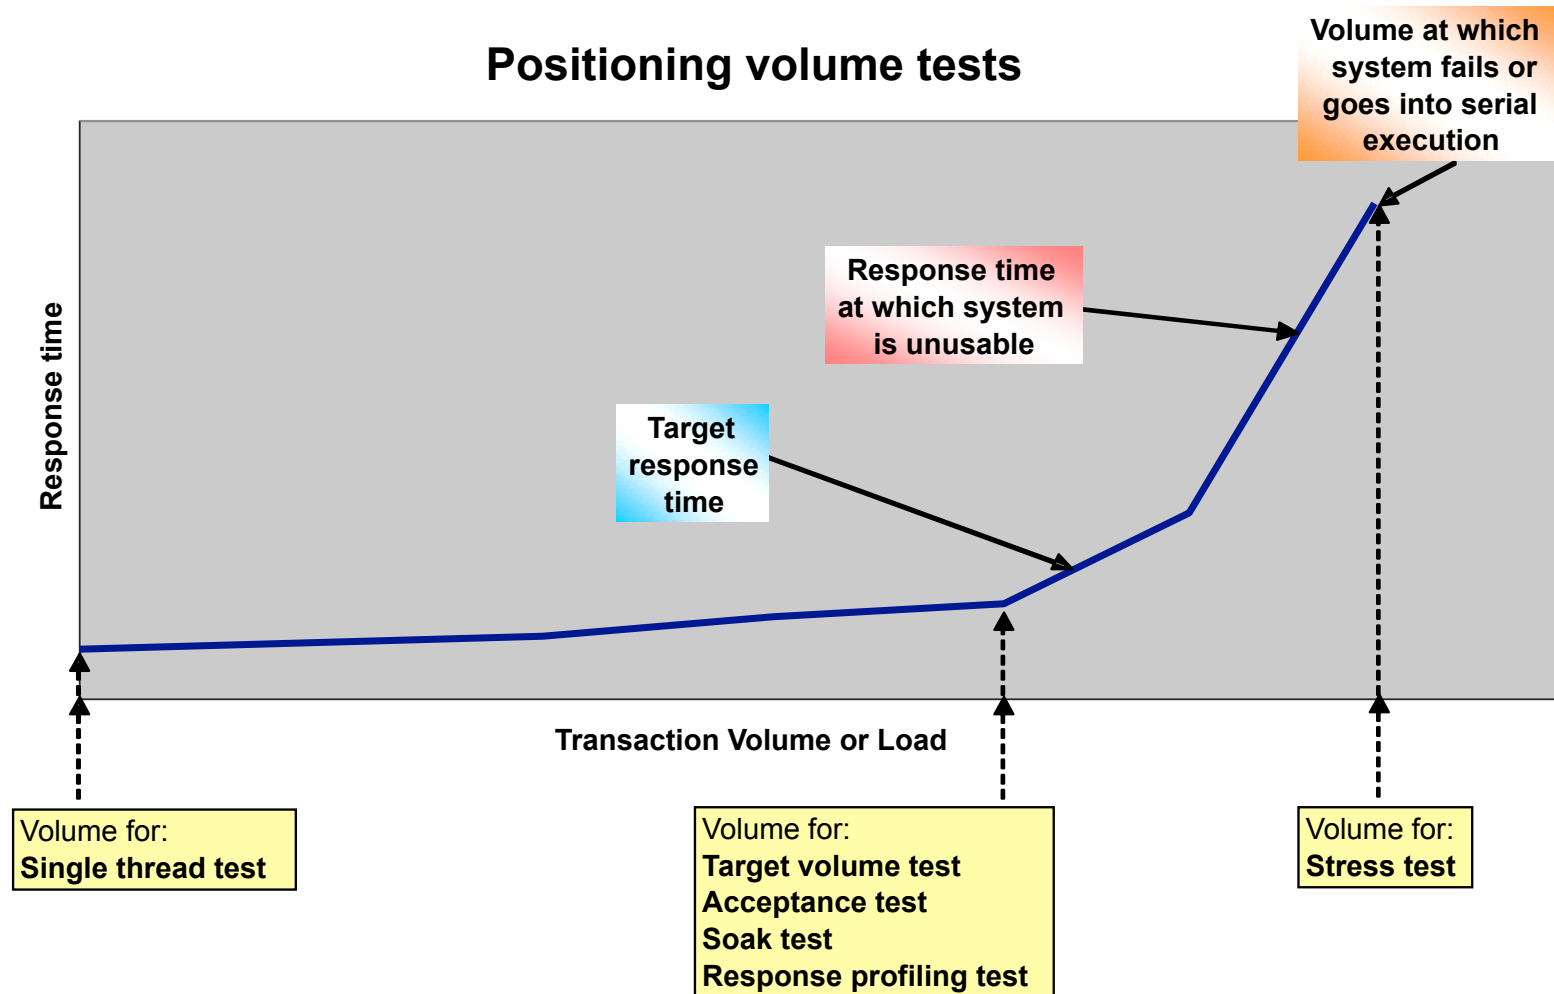 Positioning volume tests
Volume at which
system fails or
goes into serial
execution
Response time
at which system
is unusable
Target
response
time
Response time
Transaction Volume or Load
Volume for:
Single thread test
Volume for:
Target volume test
Acceptance test
Soak test
Response profiling test
Volume for:
Stress test